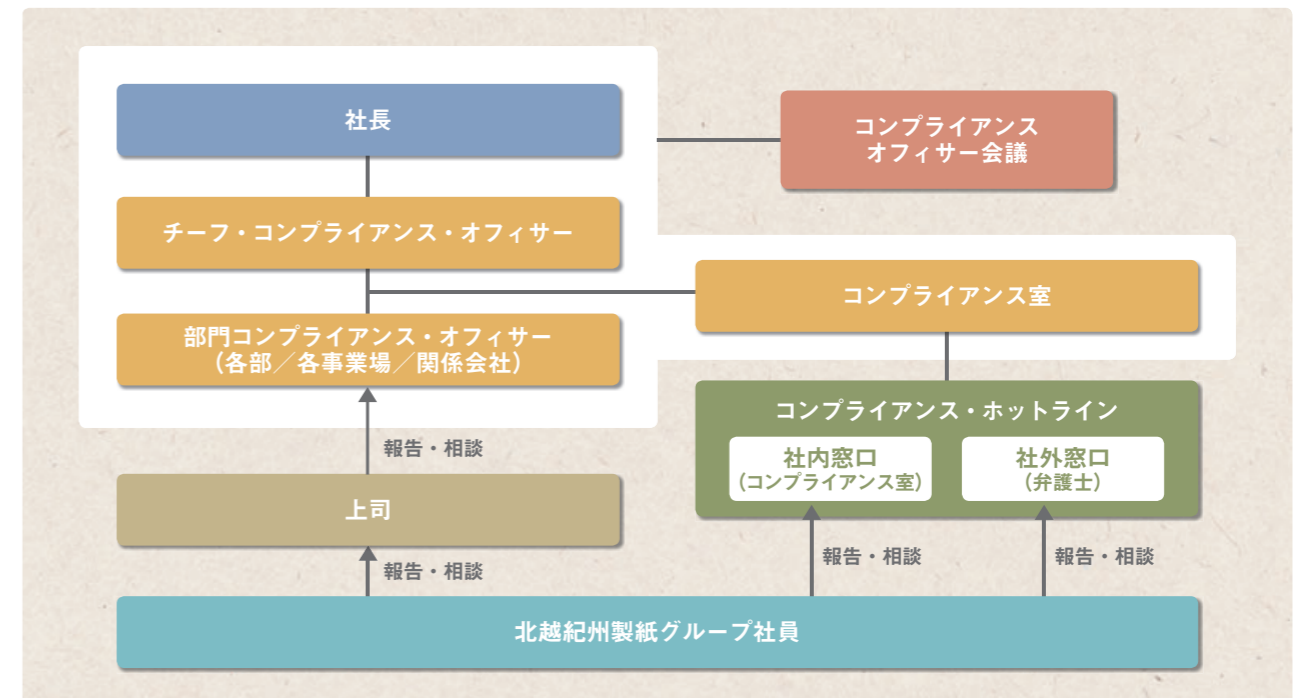 社長
コンプライアンス
オフィサー会議
チーフ・コンプライアンス・オフィサー
コンプライアンス室
部門コンプライアンス・オフィサー
(各部／各事業場／関係会社)
コンプライアンス・ホットライン
社内窓口
(コンプライアンス室)
社外窓口
(弁護士)
報告・相談
上司
報告・相談
報告・相談
報告・相談
北越紀州製紙グループ社員